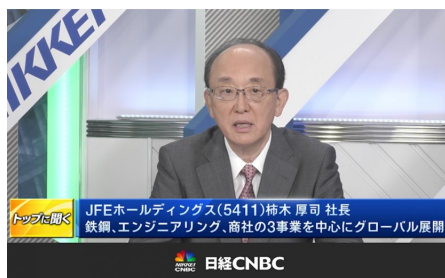 NIKKEI
トップに聞く
JFEホールディングス(5411)柿木 厚司 社長
鉄鋼、エンジニアリング、商社の3事業を中心にグローバル展開
NIKKEI
CNBC
日経CNBC